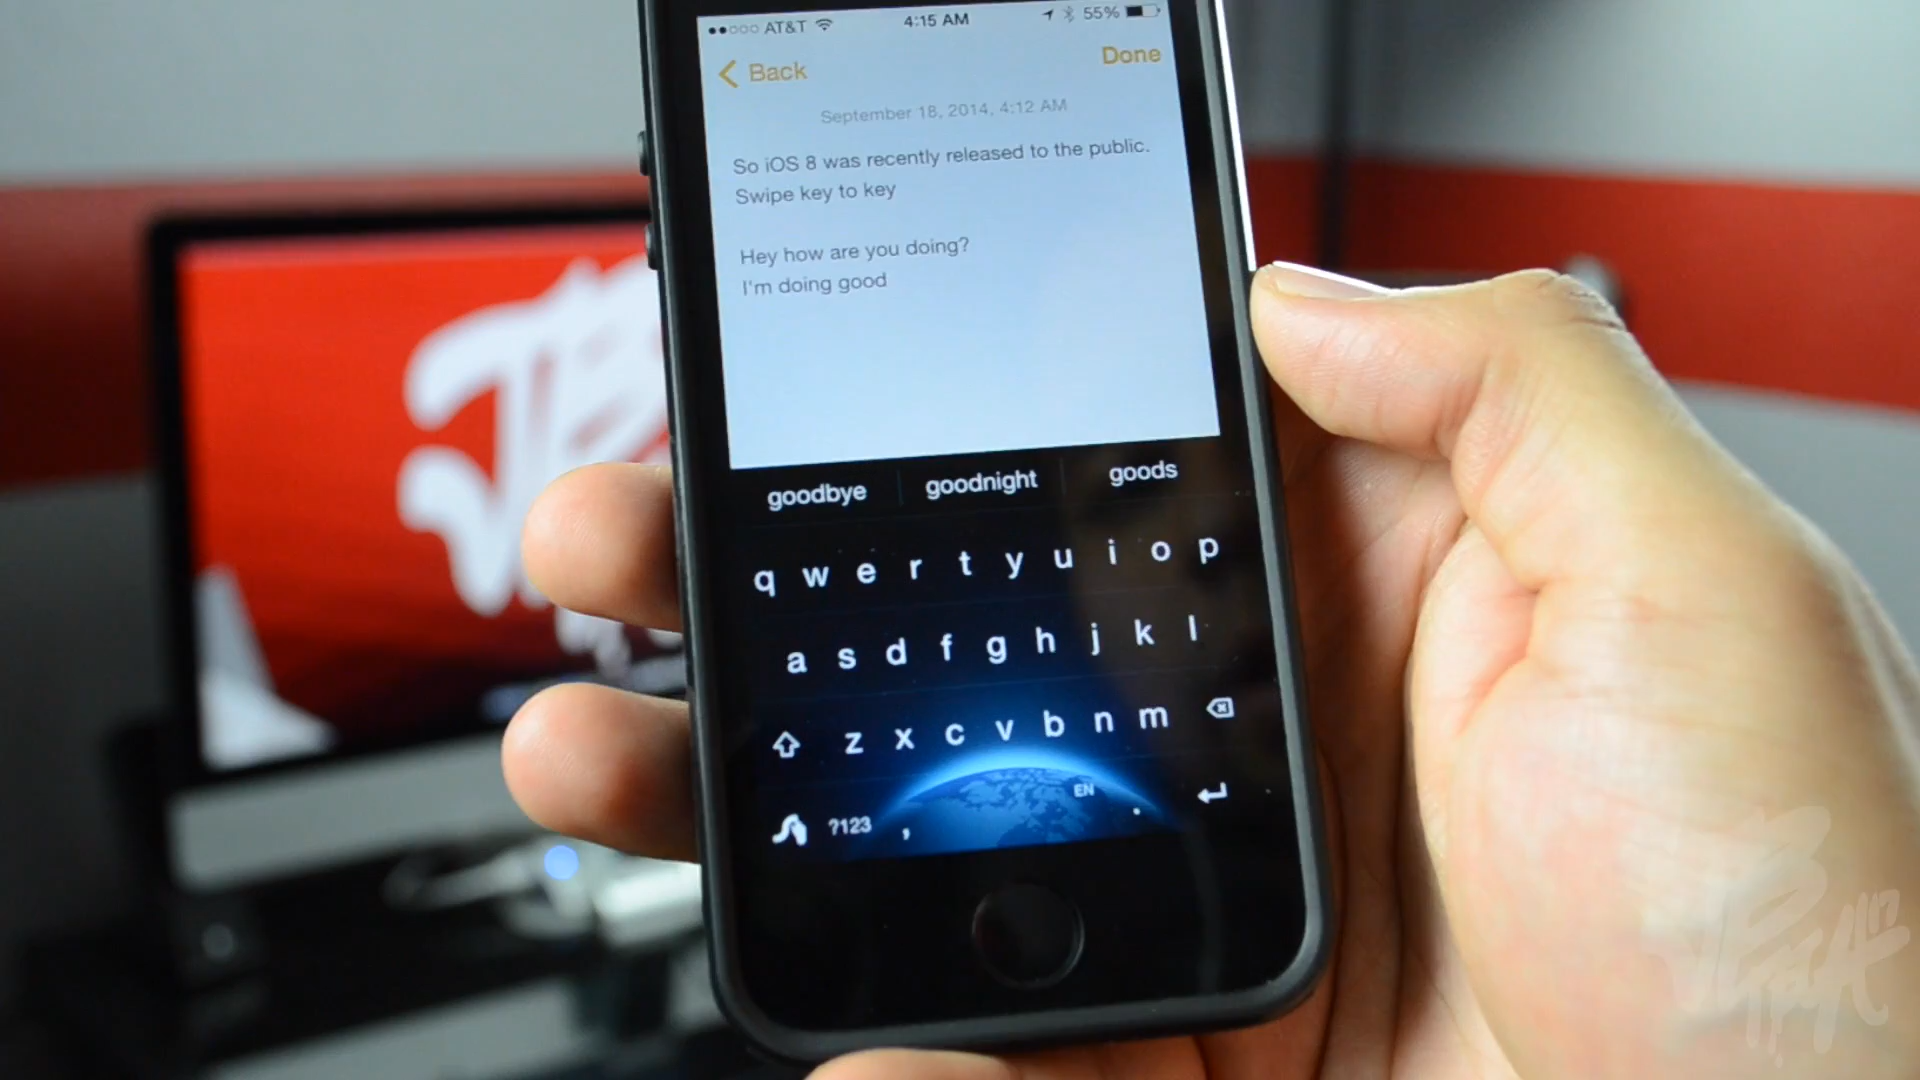 AT&T 4:15 AM 55%
Back Done
September 18, 2014, 4:12 AM
So iOS 8 was recently released to the public.
Swipe key to key
Hey how are you doing?
I'm doing good
goodbye goodnight goods
q w e r t y u i o p
a s d f g h j k l
z x c v b n m
?123 , EN .